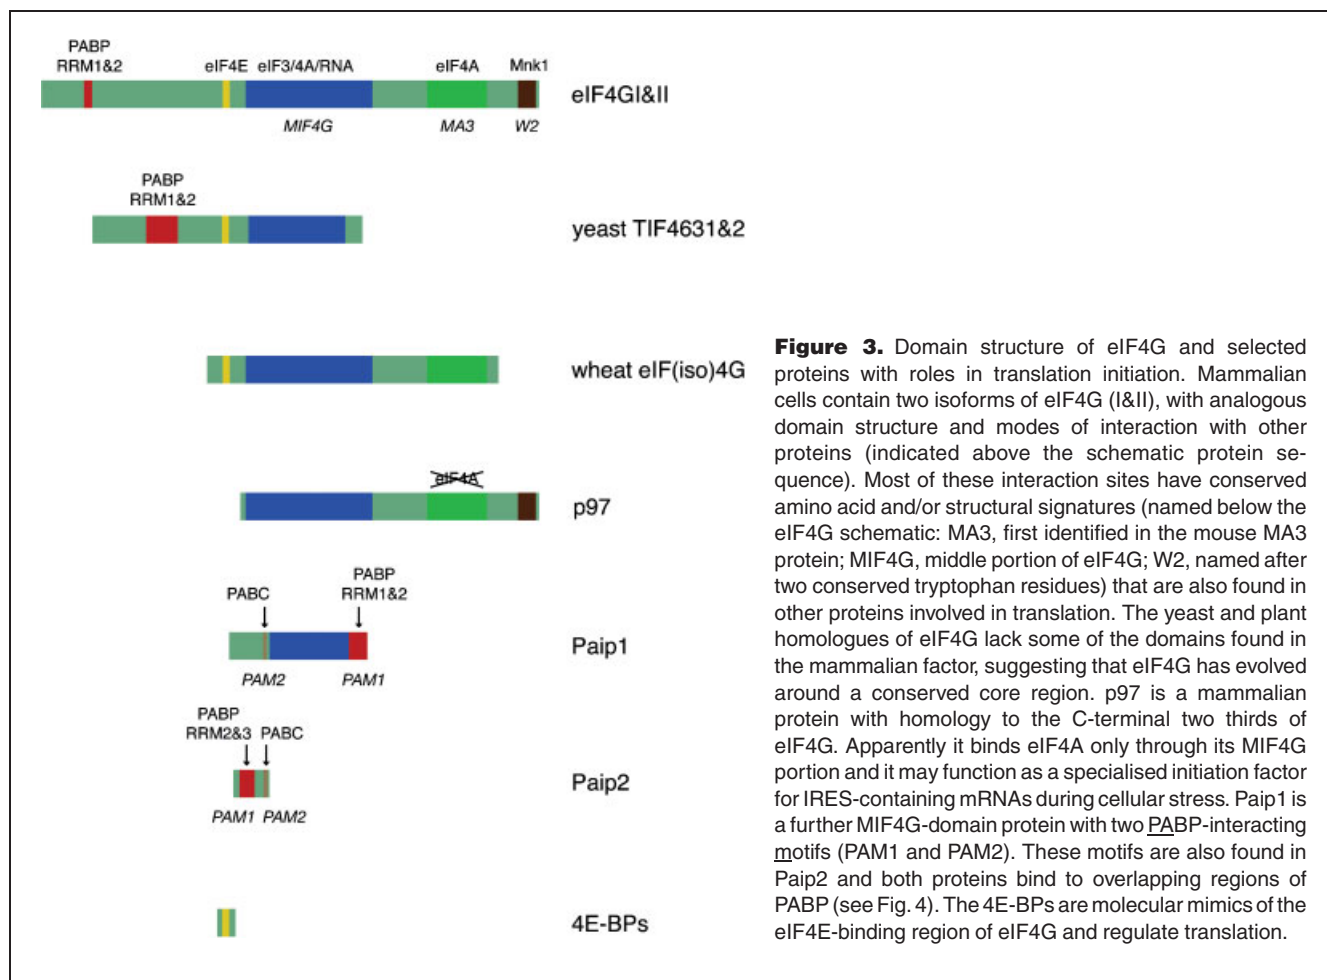 PABP
RRM1&2
eIF4E eIF3/4A/RNA eIF4A Mnk1
eIF4GI&II
MIF4G MA3 W2
PABP
RRM1&2
yeast TIF4631&2
wheat eIF(iso)4G
eIF4A
p97
PABP
PABC RRM1&2
Paip1
PAM2 PAM1
PABP
RRM2&3 PABC
Paip2
PAM1 PAM2
4E-BPs
Figure 3. Domain structure of eIF4G and selected
proteins with roles in translation initiation. Mammalian
cells contain two isoforms of eIF4G (I&II), with analogous
domain structure and modes of interaction with other
proteins (indicated above the schematic protein se-
quence). Most of these interaction sites have conserved
amino acid and/or structural signatures (named below the
eIF4G schematic: MA3, first identified in the mouse MA3
protein; MIF4G, middle portion of eIF4G; W2, named after
two conserved tryptophan residues) that are also found in
other proteins involved in translation. The yeast and plant
homologues of eIF4G lack some of the domains found in
the mammalian factor, suggesting that eIF4G has evolved
around a conserved core region. p97 is a mammalian
protein with homology to the C-terminal two thirds of
eIF4G. Apparently it binds eIF4A only through its MIF4G
portion and it may function as a specialised initiation factor
for IRES-containing mRNAs during cellular stress. Paip1 is
a further MIF4G-domain protein with two PABP-interacting
motifs (PAM1 and PAM2). These motifs are also found in
Paip2 and both proteins bind to overlapping regions of
PABP (see Fig. 4). The 4E-BPs are molecular mimics of the
eIF4E-binding region of eIF4G and regulate translation.